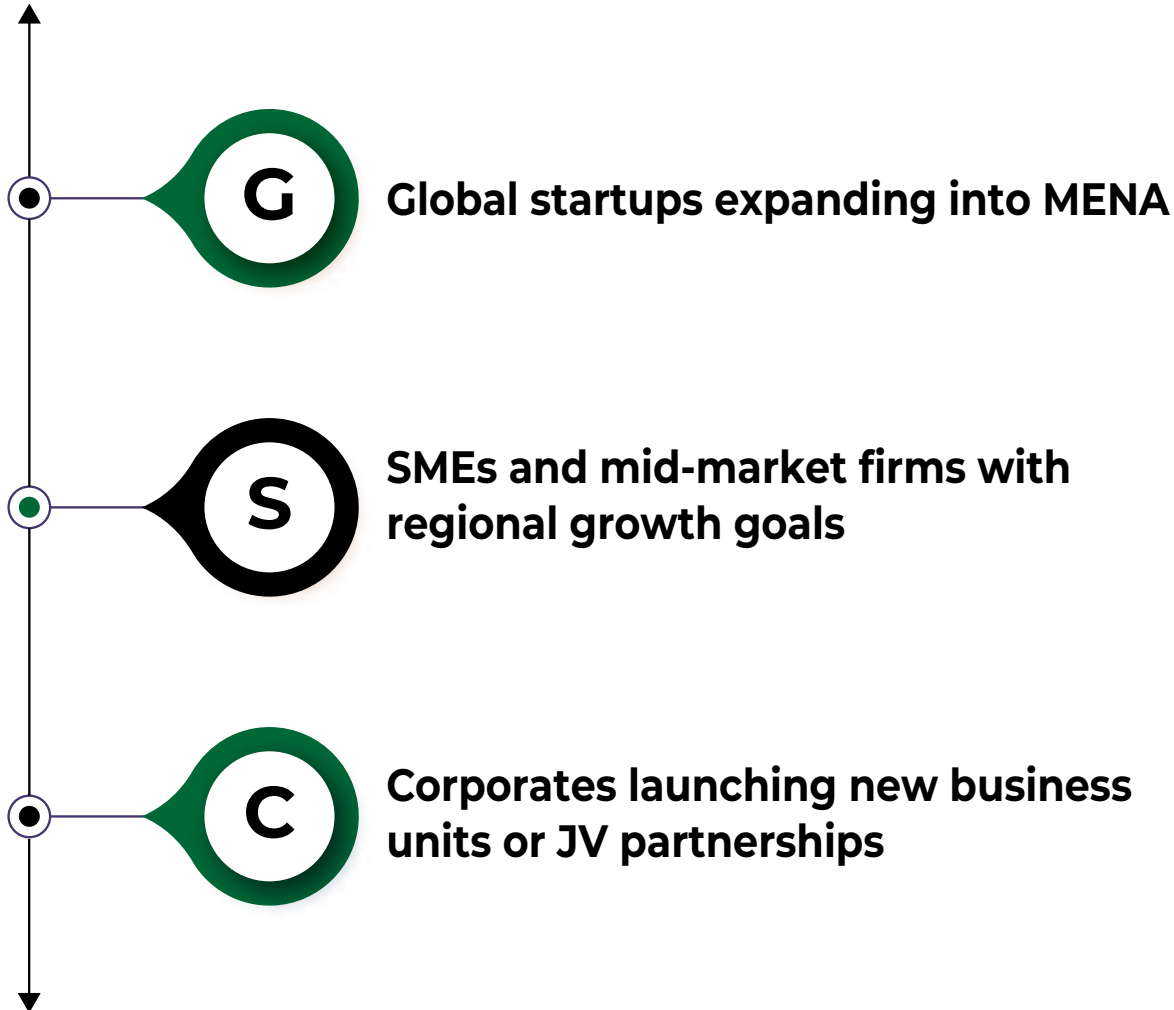 G
Global startups expanding into MENA
S
SMEs and mid-market firms with
regional growth goals
C
Corporates launching new business
units or JV partnerships